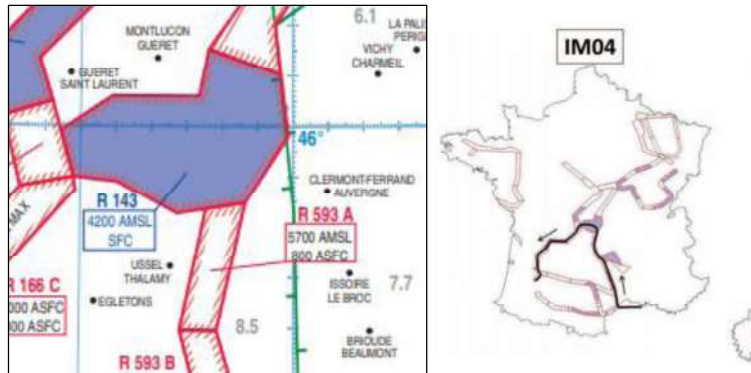 6.1
LA PALIS
PERIG
MONTLUCON
GUERET
VICHY
CHARMEIL
GUERET
SAINT LAURENT
46°
CLERMONT-FERRAND
AUVERGNE
R 143
4200 AMSL
SFC
R 593 A
5700 AMSL
800 ASFC
MAX
USSEL
THALAMY
ISSOIRE
LE BROC
7.7
R 166 C
000 ASFC
00 ASFC
EGLETONS
8.5
BRIOUDE
BEAUMONT
R 593 B
IM04